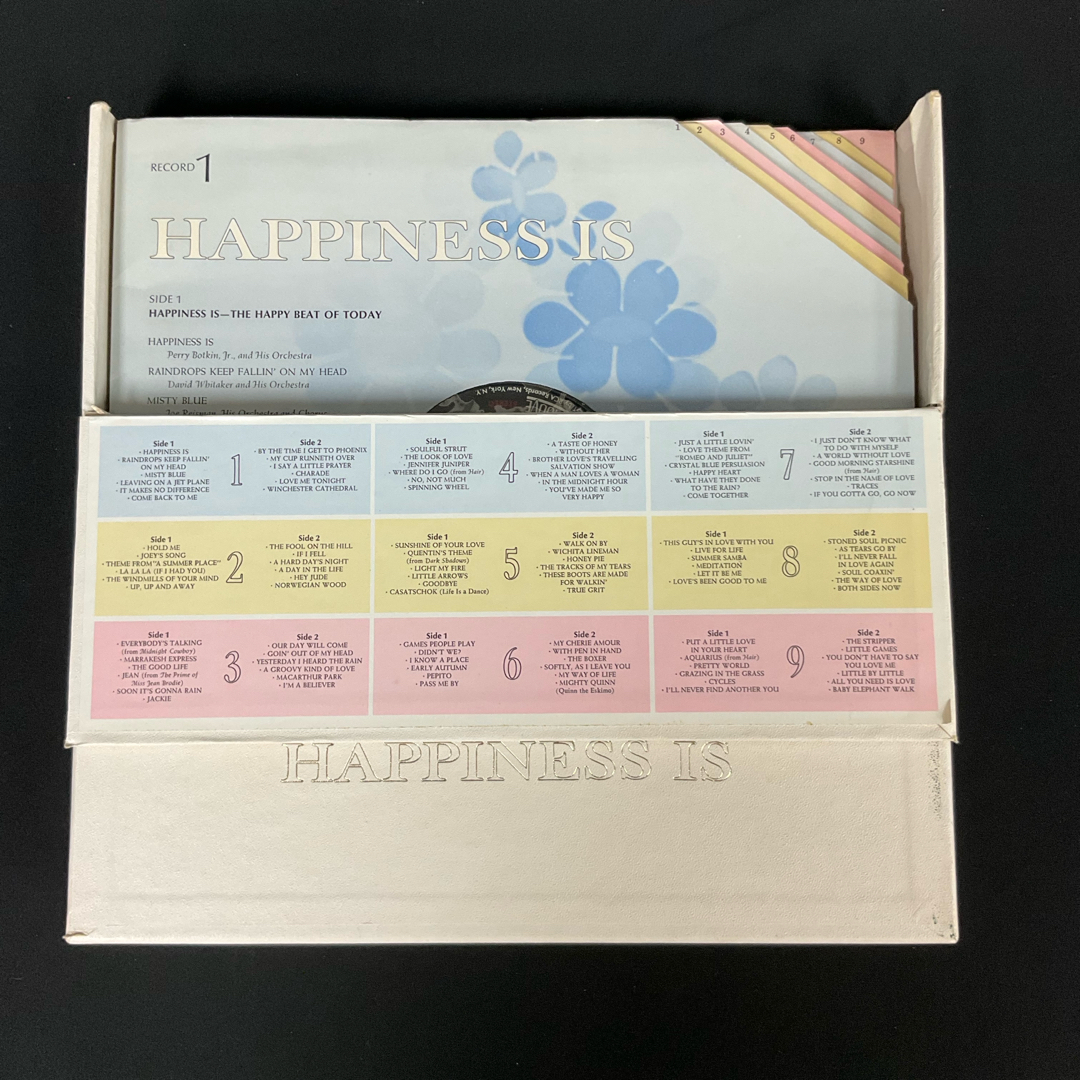 1 2 3 4 5 6 7 8 9
RECORD 1
HAPPINESS IS
SIDE 1
HAPPINESS IS—THE HAPPY BEAT OF TODAY
HAPPINESS IS
Perry Botkin, Jr., and His Orchestra
RAINDROPS KEEP FALLIN' ON MY HEAD
David Whitaker and His Orchestra
MISTY BLUE
Joe Reisman, His Orchestra and Chorus
CA Records, New York, N.Y.
1
Side 1
• HAPPINESS IS
• RAINDROPS KEEP FALLIN'
ON MY HEAD
• MISTY BLUE
• LEAVING ON A JET PLANE
• IT MAKES NO DIFFERENCE
• COME BACK TO ME
Side 2
• BY THE TIME I GET TO PHOENIX
• MY CUP RUNNETH OVER
• I SAY A LITTLE PRAYER
• CHARADE
• LOVE ME TONIGHT
• WINCHESTER CATHEDRAL
4
Side 1
• SOULFUL STRUT
• THE LOOK OF LOVE
• JENNIFER JUNIPER
• WHERE DO I GO (from Hair)
• NO, NOT MUCH
• SPINNING WHEEL
Side 2
• A TASTE OF HONEY
• WITHOUT HER
• BROTHER LOVE'S TRAVELLING
SALVATION SHOW
• WHEN A MAN LOVES A WOMAN
• IN THE MIDNIGHT HOUR
• YOU'VE MADE ME SO
VERY HAPPY
7
Side 1
• JUST A LITTLE LOVIN'
• LOVE THEME FROM
"ROMEO AND JULIET"
• CRYSTAL BLUE PERSUASION
• HAPPY HEART
• WHAT HAVE THEY DONE
TO THE RAIN?
• COME TOGETHER
Side 2
• I JUST DON'T KNOW WHAT
TO DO WITH MYSELF
• A WORLD WITHOUT LOVE
• GOOD MORNING STARSHINE
(from Hair)
• STOP IN THE NAME OF LOVE
• TRACES
• IF YOU GOTTA GO, GO NOW
2
Side 1
• HOLD ME
• JOEY'S SONG
• THEME FROM "A SUMMER PLACE"
• LA LA LA (IF I HAD YOU)
• THE WINDMILLS OF YOUR MIND
• UP, UP AND AWAY
Side 2
• THE FOOL ON THE HILL
• IF I FELL
• A HARD DAY'S NIGHT
• A DAY IN THE LIFE
• HEY JUDE
• NORWEGIAN WOOD
5
Side 1
• SUNSHINE OF YOUR LOVE
• QUENTIN'S THEME
(from Dark Shadows)
• LIGHT MY FIRE
• LITTLE ARROWS
• GOODBYE
• CASATSCHOK (Life Is a Dance)
Side 2
• WALK ON BY
• WICHITA LINEMAN
• HONEY PIE
• THE TRACKS OF MY TEARS
• THESE BOOTS ARE MADE
FOR WALKIN'
• TRUE GRIT
8
Side 1
• THIS GUY'S IN LOVE WITH YOU
• LIVE FOR LIFE
• SUMMER SAMBA
• MEDITATION
• LET IT BE ME
• LOVE'S BEEN GOOD TO ME
Side 2
• STONED SOUL PICNIC
• AS TEARS GO BY
• I'LL NEVER FALL
IN LOVE AGAIN
• SOUL COAXIN'
• THE WAY OF LOVE
• BOTH SIDES NOW
3
Side 1
• EVERYBODY'S TALKING
(from Midnight Cowboy)
• MARRAKESH EXPRESS
• THE GOOD LIFE
• JEAN (from The Prime of
Miss Jean Brodie)
• SOON IT'S GONNA RAIN
• JACKIE
Side 2
• OUR DAY WILL COME
• GOIN' OUT OF MY HEAD
• YESTERDAY I HEARD THE RAIN
• A GROOVY KIND OF LOVE
• MACARTHUR PARK
• I'M A BELIEVER
6
Side 1
• GAMES PEOPLE PLAY
• DIDN'T WE?
• I KNOW A PLACE
• EARLY AUTUMN
• PEPITO
• PASS ME BY
Side 2
• MY CHERIE AMOUR
• WITH PEN IN HAND
• THE BOXER
• SOFTLY, AS I LEAVE YOU
• MY WAY OF LIFE
• MIGHTY QUINN
(Quinn the Eskimo)
9
Side 1
• PUT A LITTLE LOVE
IN YOUR HEART
• AQUARIUS (from Hair)
• PRETTY WORLD
• GRAZING IN THE GRASS
• CYCLES
• I'LL NEVER FIND ANOTHER YOU
Side 2
• THE STRIPPER
• LITTLE GAMES
• YOU DON'T HAVE TO SAY
YOU LOVE ME
• LITTLE BY LITTLE
• ALL YOU NEED IS LOVE
• BABY ELEPHANT WALK
HAPPINESS IS